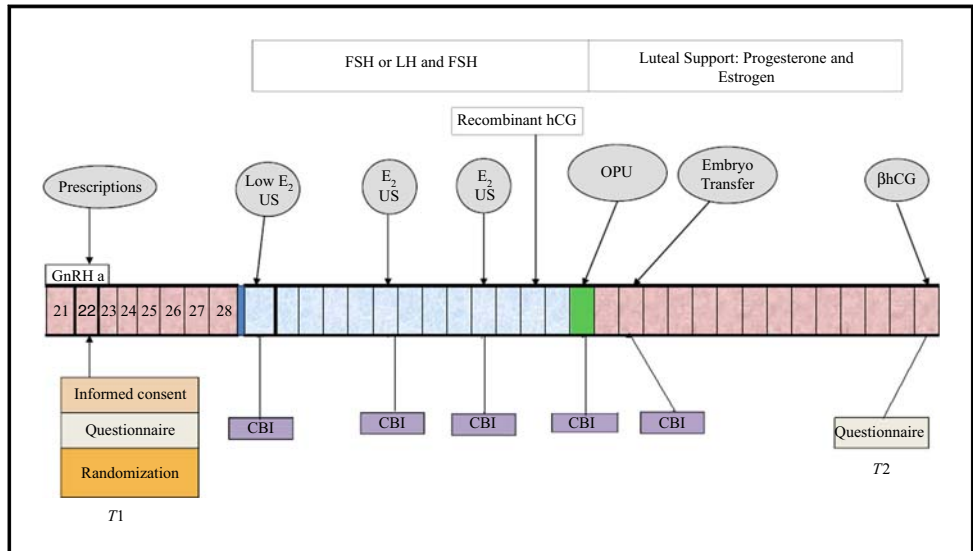 FSH or LH and FSH
Luteal Support: Progesterone and
Estrogen
Recombinant hCG
Prescriptions
Low E₂
US
E₂
US
E₂
US
OPU
Embryo
Transfer
βhCG
GnRH a
21 22 23 24 25 26 27 28
Informed consent
Questionnaire
Randomization
T1
CBI
CBI
CBI
CBI
CBI
Questionnaire
T2